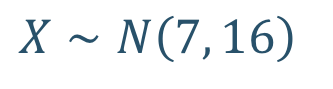 X ~ N(7, 16)